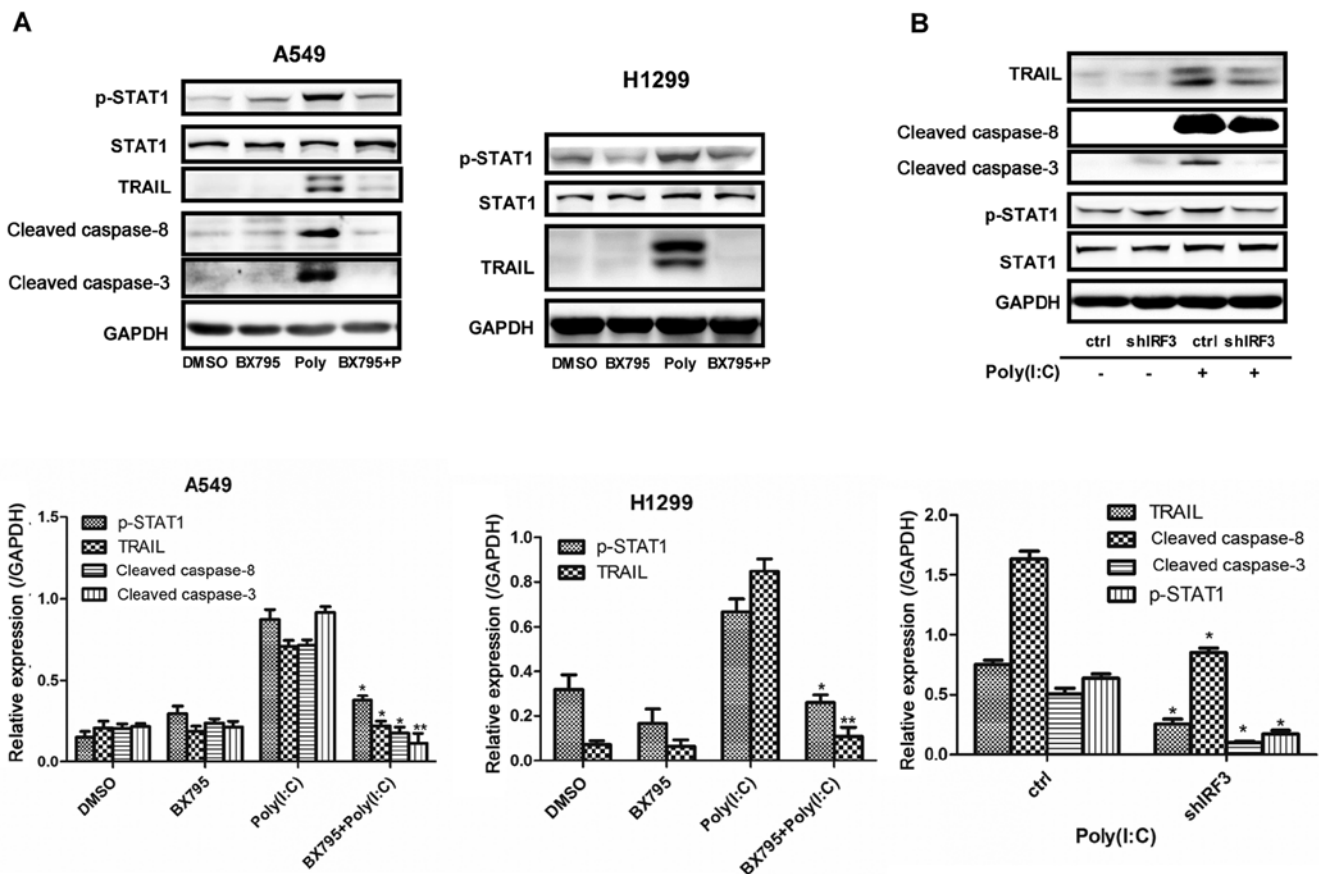 A
A549
p-STAT1
STAT1
TRAIL
Cleaved caspase-8
Cleaved caspase-3
GAPDH
DMSO BX795 Poly BX795+P
H1299
p-STAT1
STAT1
TRAIL
GAPDH
DMSO BX795 Poly BX795+P
B
TRAIL
Cleaved caspase-8
Cleaved caspase-3
p-STAT1
STAT1
GAPDH
ctrl shIRF3 ctrl shIRF3
Poly(I:C) - - + +
A549
Relative expression (/GAPDH)
1.5
1.0
0.5
0.0
p-STAT1
TRAIL
Cleaved caspase-8
Cleaved caspase-3
* * * **
DMSO
BX795
Poly(I:C)
BX795+Poly(I:C)
H1299
Relative expression (/GAPDH)
1.0
0.8
0.6
0.4
0.2
0.0
p-STAT1
TRAIL
* **
DMSO
BX795
Poly(I:C)
BX795+Poly(I:C)
Relative expression (/GAPDH)
2.0
1.5
1.0
0.5
0.0
TRAIL
Cleaved caspase-8
Cleaved caspase-3
p-STAT1
* * * *
ctrl
shIRF3
Poly(I:C)